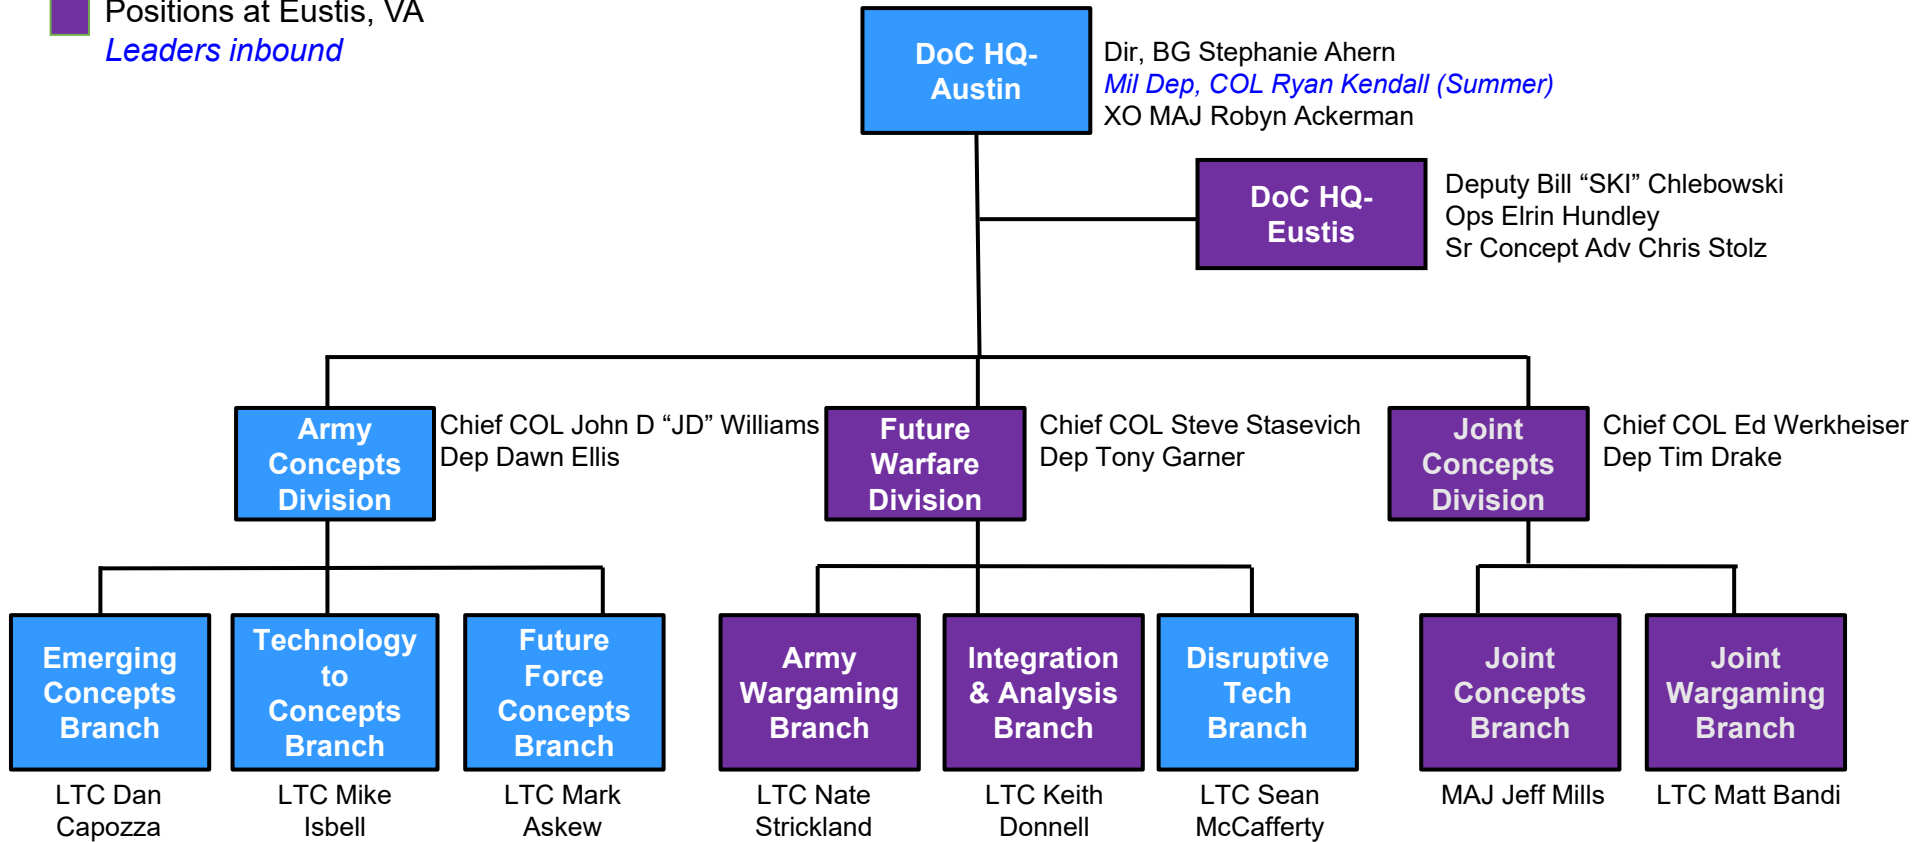 Positions at Eustis, VA
Leaders inbound
DoC HQ-
Austin
Dir, BG Stephanie Ahern
Mil Dep, COL Ryan Kendall (Summer)
XO MAJ Robyn Ackerman
DoC HQ-
Eustis
Deputy Bill “SKI” Chlebowski
Ops Elrin Hundley
Sr Concept Adv Chris Stolz
Army
Concepts
Division
Chief COL John D “JD” Williams
Dep Dawn Ellis
Future
Warfare
Division
Chief COL Steve Stasevich
Dep Tony Garner
Joint
Concepts
Division
Chief COL Ed Werkheiser
Dep Tim Drake
Emerging
Concepts
Branch
Technology
to
Concepts
Branch
Future
Force
Concepts
Branch
Army
Wargaming
Branch
Integration
& Analysis
Branch
Disruptive
Tech
Branch
Joint
Concepts
Branch
Joint
Wargaming
Branch
LTC Dan
Capozza
LTC Mike
Isbell
LTC Mark
Askew
LTC Nate
Strickland
LTC Keith
Donnell
LTC Sean
McCafferty
MAJ Jeff Mills
LTC Matt Bandi